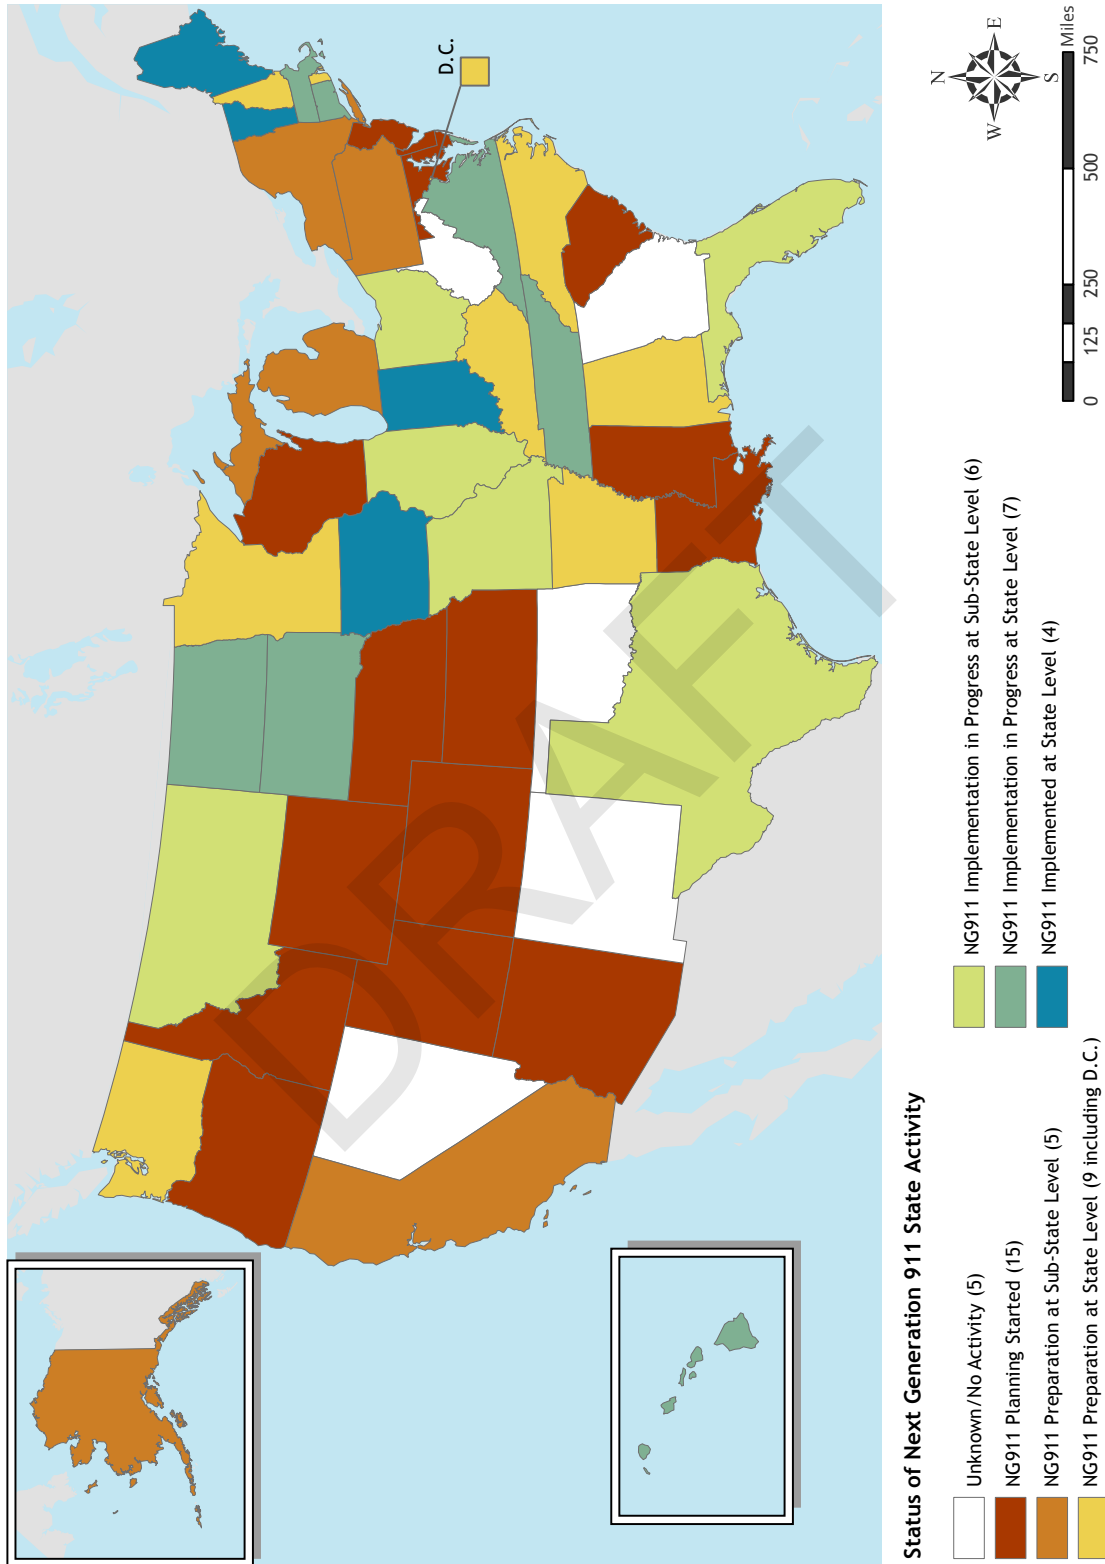 D.C.
DRAFT
N
W
E
S
Miles
0
125
250
500
750
Status of Next Generation 911 State Activity
Unknown/No Activity (5)
NG911 Planning Started (15)
NG911 Preparation at Sub-State Level (5)
NG911 Preparation at State Level (9 including D.C.)
NG911 Implementation in Progress at Sub-State Level (6)
NG911 Implementation in Progress at State Level (7)
NG911 Implemented at State Level (4)